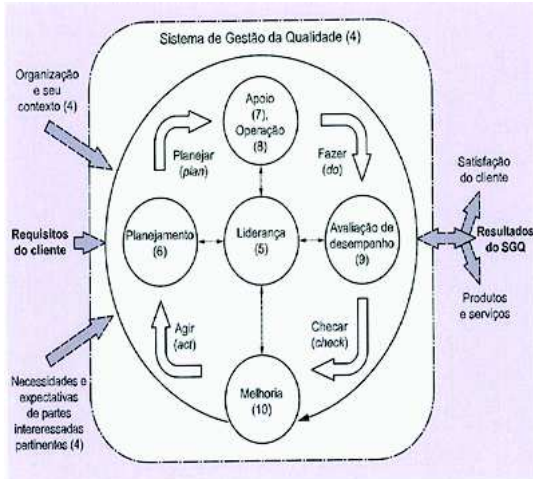 Sistema de Gestão da Qualidade (4)
Organização
e seu
contexto (4)
Apoio
(7),
Operação
(8)
Planejar
(plan)
Fazer
(do)
Satisfação
do cliente
Requisitos
do cliente
Planejamento
(6)
Liderança
(5)
Avaliação de
desempenho
(9)
Resultados
do SGQ
Agir
(act)
Checar
(check)
Produtos
e serviços
Necessidades e
expectativas
de partes
intereressadas
pertinentes (4)
Melhoria
(10)